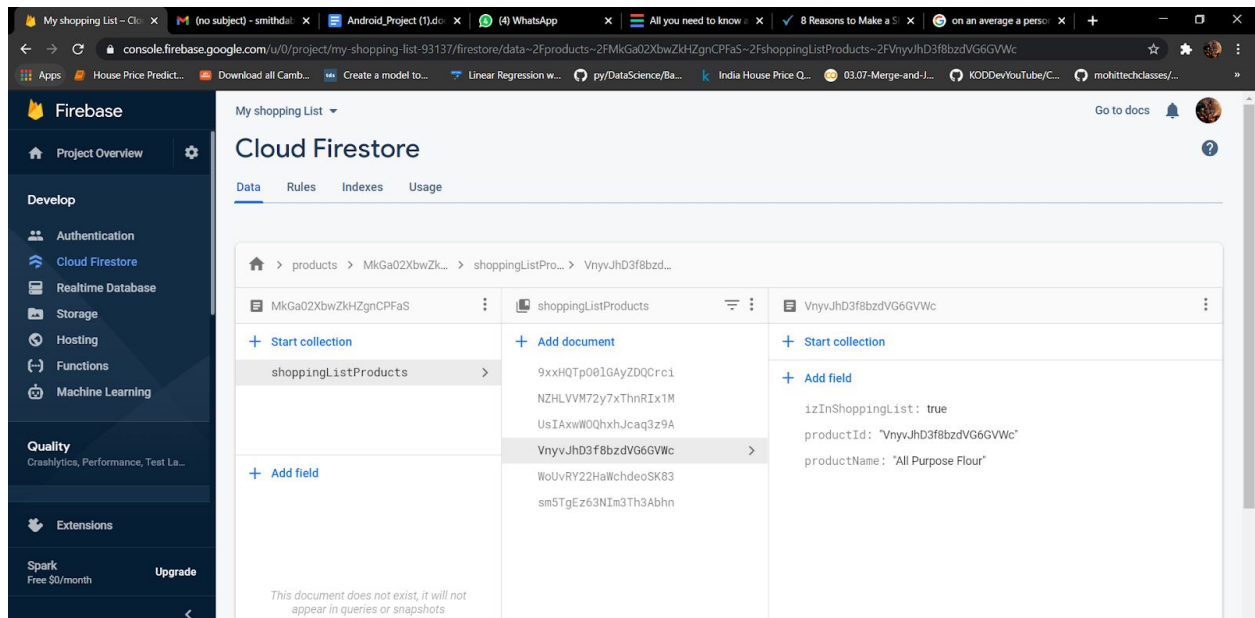 My shopping List – Clo
(no subject) - smithdab
Android_Project (1).do
(4) WhatsApp
All you need to know a
8 Reasons to Make a S
on an average a person
console.firebase.google.com/u/0/project/my-shopping-list-93137/firestore/data~2Fproducts~2FMkGa02XbwZkHZgnCPFaS~2FshoppingListProducts~2FVnyvJhD3f8bzdVG6GVWc
Apps
House Price Predict...
Download all Camb...
Create a model to...
Linear Regression w...
py/DataScience/Ba...
India House Price Q...
03.07-Merge-and-J...
KODDevYouTube/C...
mohittechclasses/...
Firebase
Project Overview
Develop
Authentication
Cloud Firestore
Realtime Database
Storage
Hosting
Functions
Machine Learning
Quality
Crashlytics, Performance, Test La...
Extensions
Spark
Free $0/month
Upgrade
My shopping List
Go to docs
Cloud Firestore
Data Rules Indexes Usage
products > MkGa02XbwZk... > shoppingListPro... > VnyvJhD3f8bzd...
MkGa02XbwZkHZgnCPFaS
+ Start collection
shoppingListProducts
+ Add field
This document does not exist, it will not
appear in queries or snapshots
shoppingListProducts
+ Add document
9xxHQTpO0lGAyZDQCrci
NZHLVVM72y7xThnRIx1M
UsIAxwWOQhxhJcaq3z9A
VnyvJhD3f8bzdVG6GVWc
WoUvRY22HaWchdeoSK83
sm5TgEz63NIm3Th3Abhn
VnyvJhD3f8bzdVG6GVWc
+ Start collection
+ Add field
izInShoppingList: true
productId: "VnyvJhD3f8bzdVG6GVWc"
productName: "All Purpose Flour"